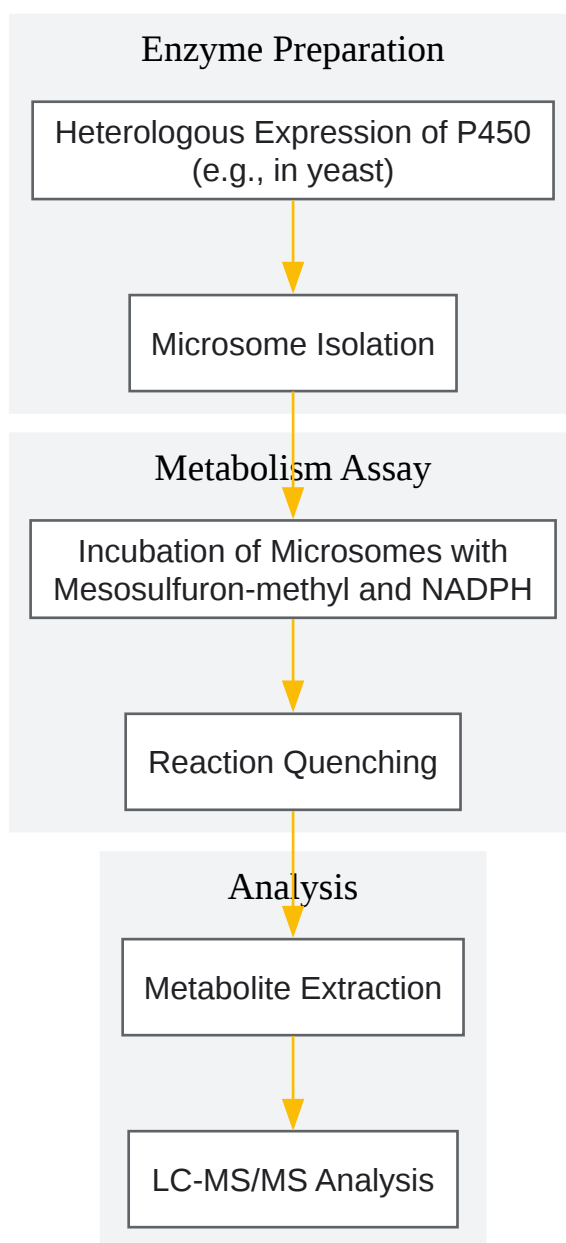 Enzyme Preparation
Heterologous Expression of P450
(e.g., in yeast)
Microsome Isolation
Metabolism Assay
Incubation of Microsomes with
Mesosulfuron-methyl and NADPH
Reaction Quenching
Analysis
Metabolite Extraction
LC-MS/MS Analysis